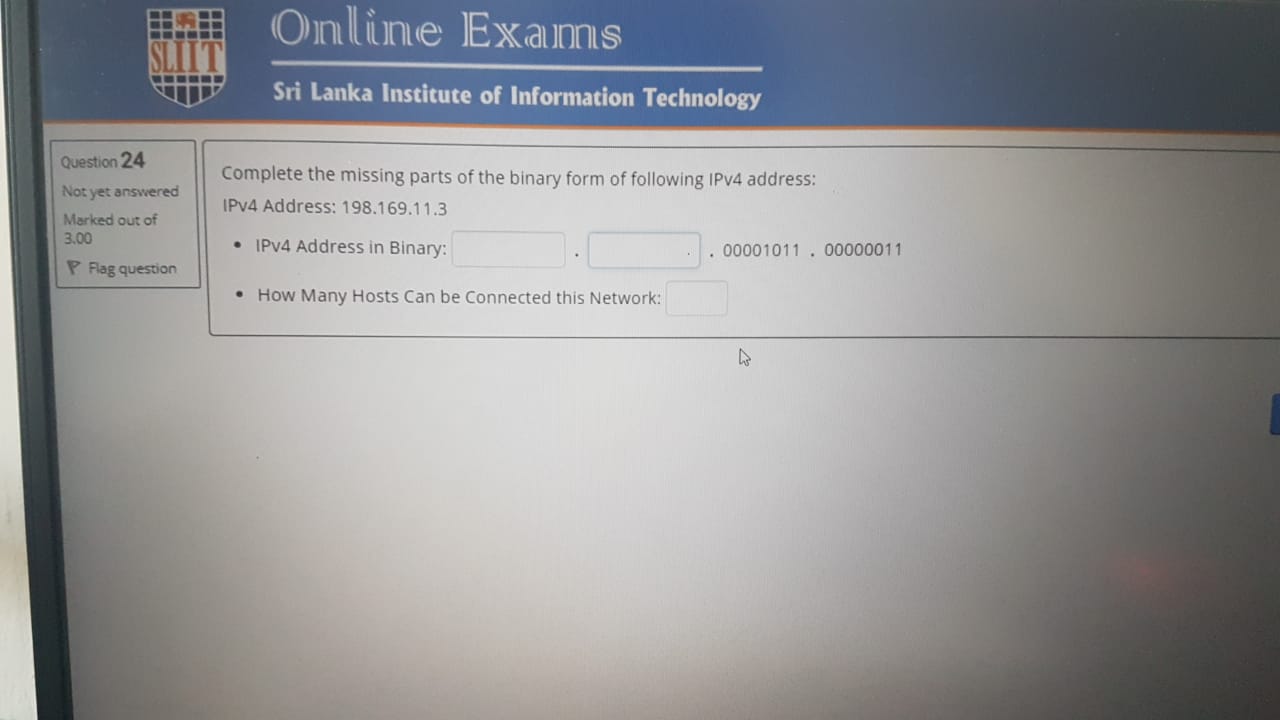 SLIIT
Online Exams
Sri Lanka Institute of Information Technology
Question 24
Not yet answered
Marked out of
3.00
Flag question
Complete the missing parts of the binary form of following IPv4 address:
IPv4 Address: 198.169.11.3
• IPv4 Address in Binary: . . 00001011 . 00000011
• How Many Hosts Can be Connected this Network: